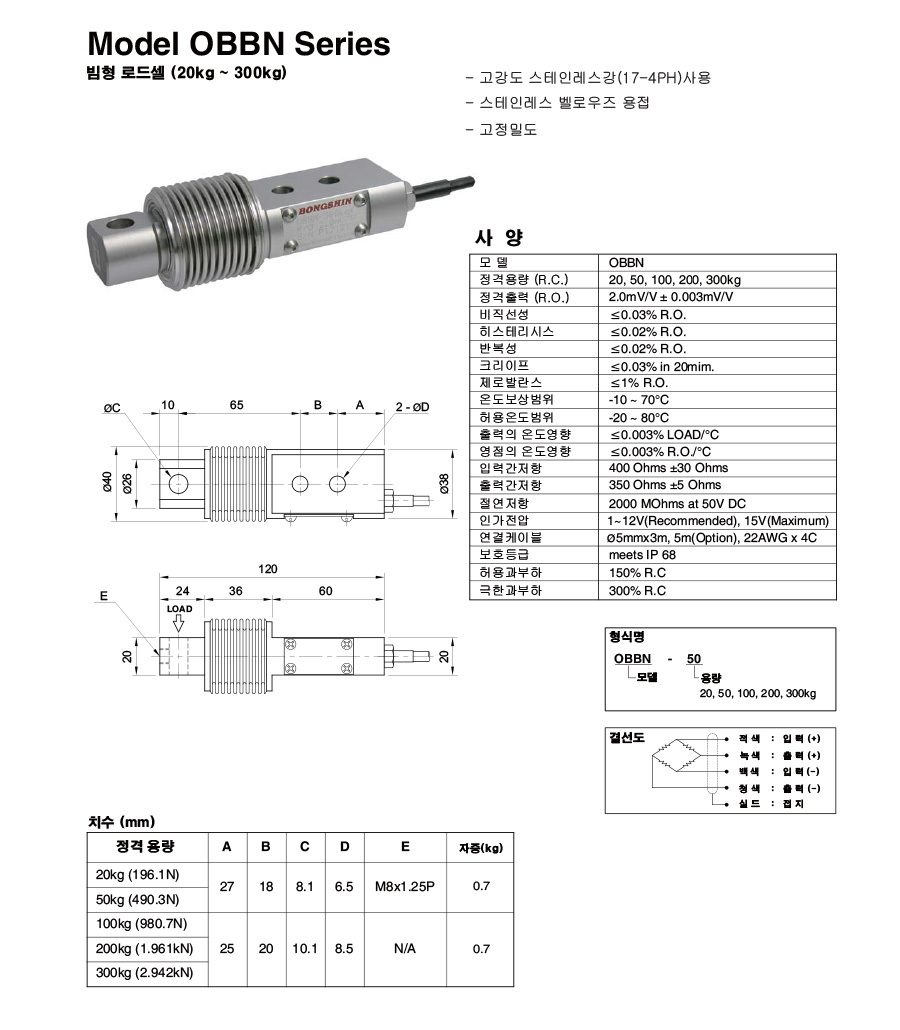 Model OBBN Series
빔형 로드셀 (20kg ~ 300kg)
- 고강도 스테인레스강(17-4PH)사용
- 스테인레스 벨로우즈 용접
- 고정밀도
BONGSHIN
사 양
모 델 OBBN
정격용량 (R.C.) 20, 50, 100, 200, 300kg
정격출력 (R.O.) 2.0mV/V ± 0.003mV/V
비직선성 ≤0.03% R.O.
히스테리시스 ≤0.02% R.O.
반복성 ≤0.02% R.O.
크리이프 ≤0.03% in 20mim.
제로발란스 ≤1% R.O.
온도보상범위 -10 ~ 70°C
허용온도범위 -20 ~ 80°C
출력의 온도영향 ≤0.003% LOAD/°C
영점의 온도영향 ≤0.003% R.O./°C
입력간저항 400 Ohms ±30 Ohms
출력간저항 350 Ohms ±5 Ohms
절연저항 2000 MOhms at 50V DC
인가전압 1~12V(Recommended), 15V(Maximum)
연결케이블 Ø5mmx3m, 5m(Option), 22AWG x 4C
보호등급 meets IP 68
허용과부하 150% R.C
극한과부하 300% R.C
ØC 10 65 B A 2 - ØD
Ø40 Ø26 Ø38
120
E 24 36 60
LOAD
20 20
형식명
OBBN - 50
모델 용량
20, 50, 100, 200, 300kg
결선도
적색 : 입력(+)
녹색 : 출력(+)
백색 : 입력(-)
청색 : 출력(-)
실드 : 접지
치수 (mm)
정격 용량 A B C D E 자중(kg)
20kg (196.1N)
27 18 8.1 6.5 M8x1.25P 0.7
50kg (490.3N)
100kg (980.7N)
200kg (1.961kN) 25 20 10.1 8.5 N/A 0.7
300kg (2.942kN)